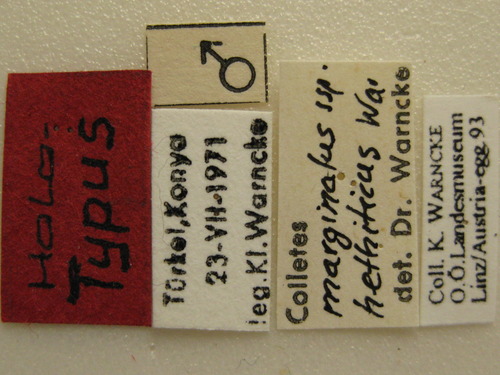 Holo-
Typus
♂
Türkei, Konya
23-VII-1971
leg. Kl. Warncke
Colletes
marginatus ssp.
hethiticus Wa.
det. Dr. Warncke
Coll. K. WARNCKE
O.Ö. Landesmuseum
Linz/Austria-egg.93